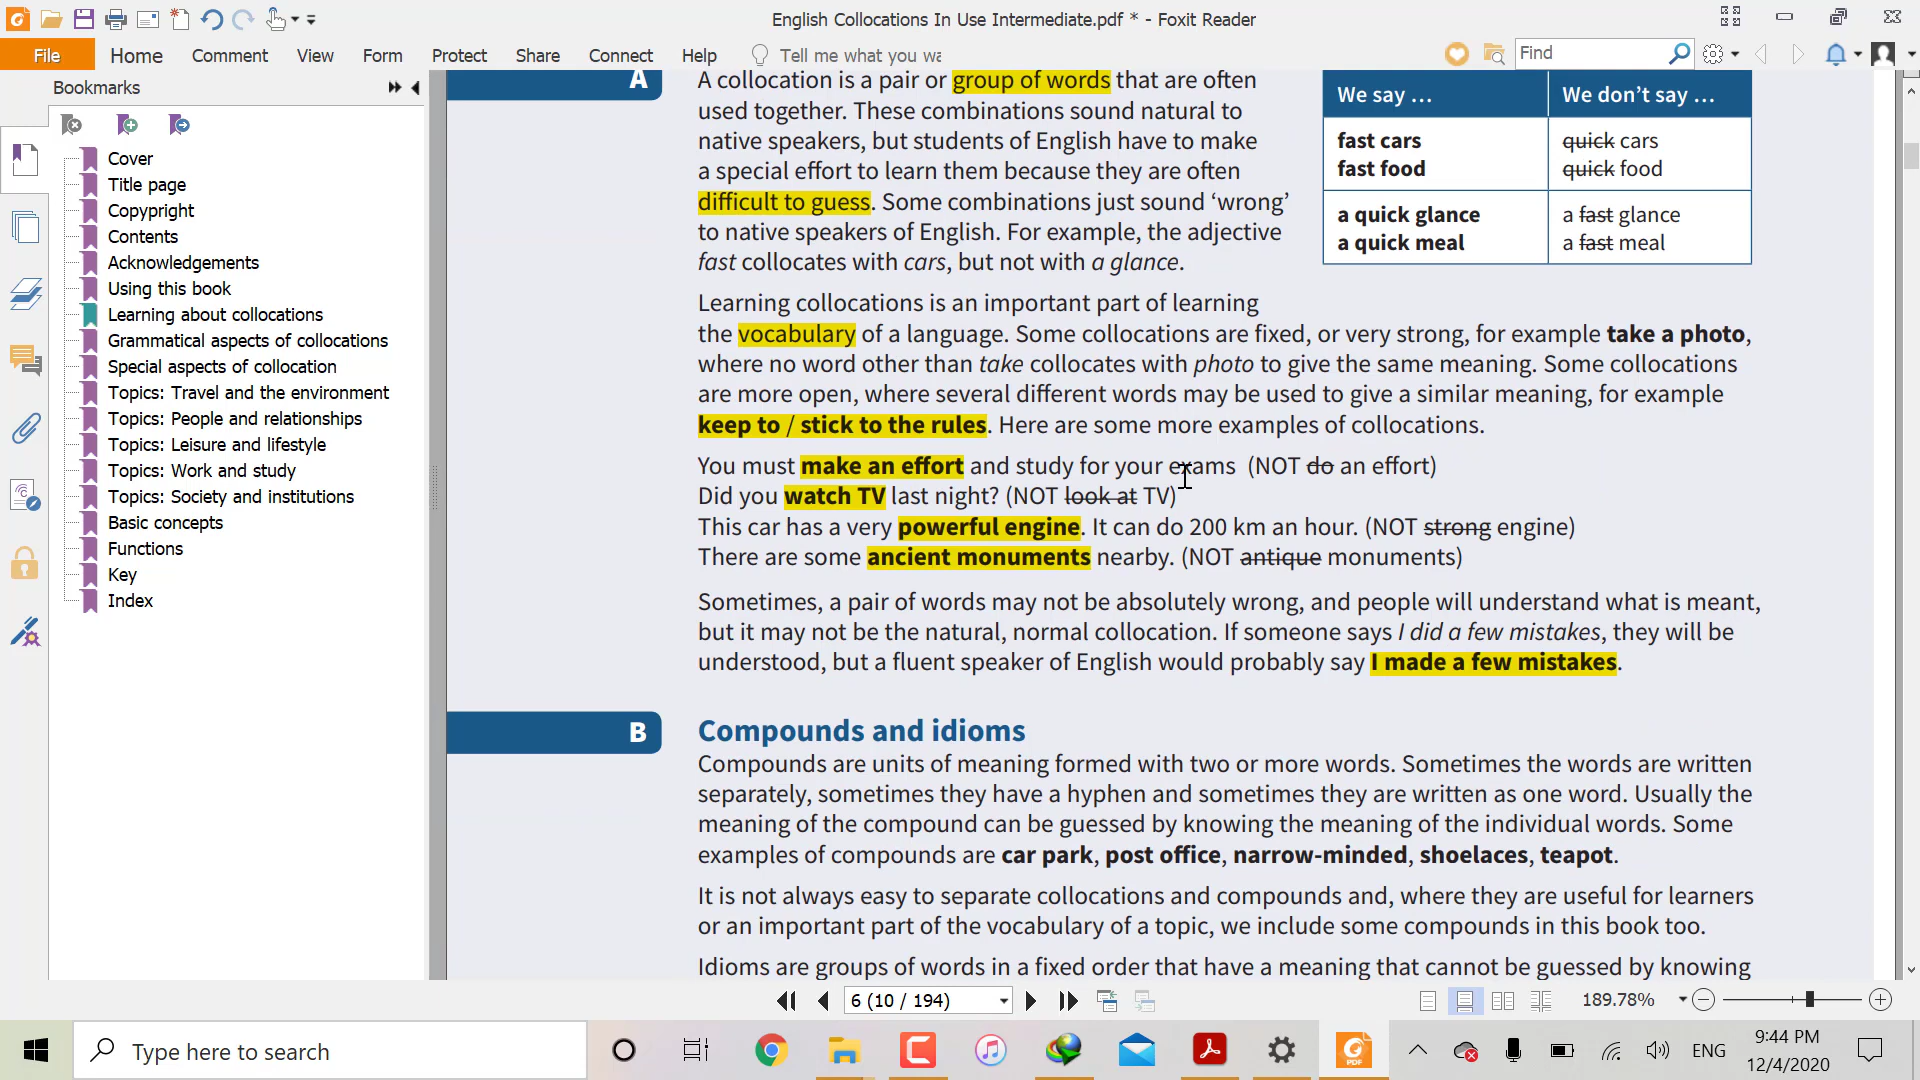 English Collocations In Use Intermediate.pdf * - Foxit Reader
File Home Comment View Form Protect Share Connect Help Tell me what you wa Find
Bookmarks
Cover
Title page
Copypright
Contents
Acknowledgements
Using this book
Learning about collocations
Grammatical aspects of collocations
Special aspects of collocation
Topics: Travel and the environment
Topics: People and relationships
Topics: Leisure and lifestyle
Topics: Work and study
Topics: Society and institutions
Basic concepts
Functions
Key
Index
A
A collocation is a pair or group of words that are often
used together. These combinations sound natural to
native speakers, but students of English have to make
a special effort to learn them because they are often
difficult to guess. Some combinations just sound ‘wrong’
to native speakers of English. For example, the adjective
fast collocates with cars, but not with a glance.
We say … We don’t say …
fast cars quick cars
fast food quick food
a quick glance a fast glance
a quick meal a fast meal
Learning collocations is an important part of learning
the vocabulary of a language. Some collocations are fixed, or very strong, for example take a photo,
where no word other than take collocates with photo to give the same meaning. Some collocations
are more open, where several different words may be used to give a similar meaning, for example
keep to / stick to the rules. Here are some more examples of collocations.
You must make an effort and study for your exams (NOT do an effort)
Did you watch TV last night? (NOT look at TV)
This car has a very powerful engine. It can do 200 km an hour. (NOT strong engine)
There are some ancient monuments nearby. (NOT antique monuments)
Sometimes, a pair of words may not be absolutely wrong, and people will understand what is meant,
but it may not be the natural, normal collocation. If someone says I did a few mistakes, they will be
understood, but a fluent speaker of English would probably say I made a few mistakes.
B
Compounds and idioms
Compounds are units of meaning formed with two or more words. Sometimes the words are written
separately, sometimes they have a hyphen and sometimes they are written as one word. Usually the
meaning of the compound can be guessed by knowing the meaning of the individual words. Some
examples of compounds are car park, post office, narrow-minded, shoelaces, teapot.
It is not always easy to separate collocations and compounds and, where they are useful for learners
or an important part of the vocabulary of a topic, we include some compounds in this book too.
Idioms are groups of words in a fixed order that have a meaning that cannot be guessed by knowing
6 (10 / 194)
189.78%
Type here to search
ENG
9:44 PM
12/4/2020